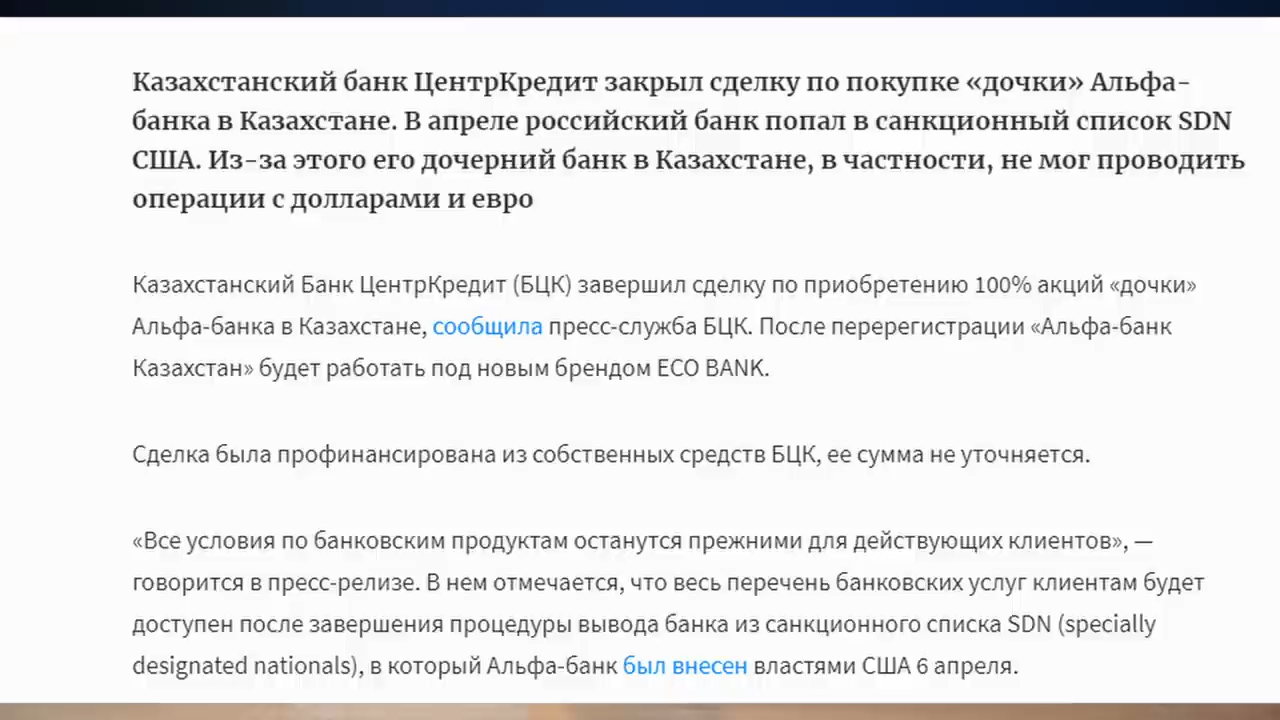 Казахстанский банк ЦентрКредит закрыл сделку по покупке «дочки» Альфа-
банка в Казахстане. В апреле российский банк попал в санкционный список SDN
США. Из-за этого его дочерний банк в Казахстане, в частности, не мог проводить
операции с долларами и евро
Казахстанский Банк ЦентрКредит (БЦК) завершил сделку по приобретению 100% акций «дочки»
Альфа-банка в Казахстане, сообщила пресс-служба БЦК. После перерегистрации «Альфа-банк
Казахстан» будет работать под новым брендом ECO BANK.
Сделка была профинансирована из собственных средств БЦК, ее сумма не уточняется.
«Все условия по банковским продуктам останутся прежними для действующих клиентов», —
говорится в пресс-релизе. В нем отмечается, что весь перечень банковских услуг клиентам будет
доступен после завершения процедуры вывода банка из санкционного списка SDN (specially
designated nationals), в который Альфа-банк был внесен властями США 6 апреля.